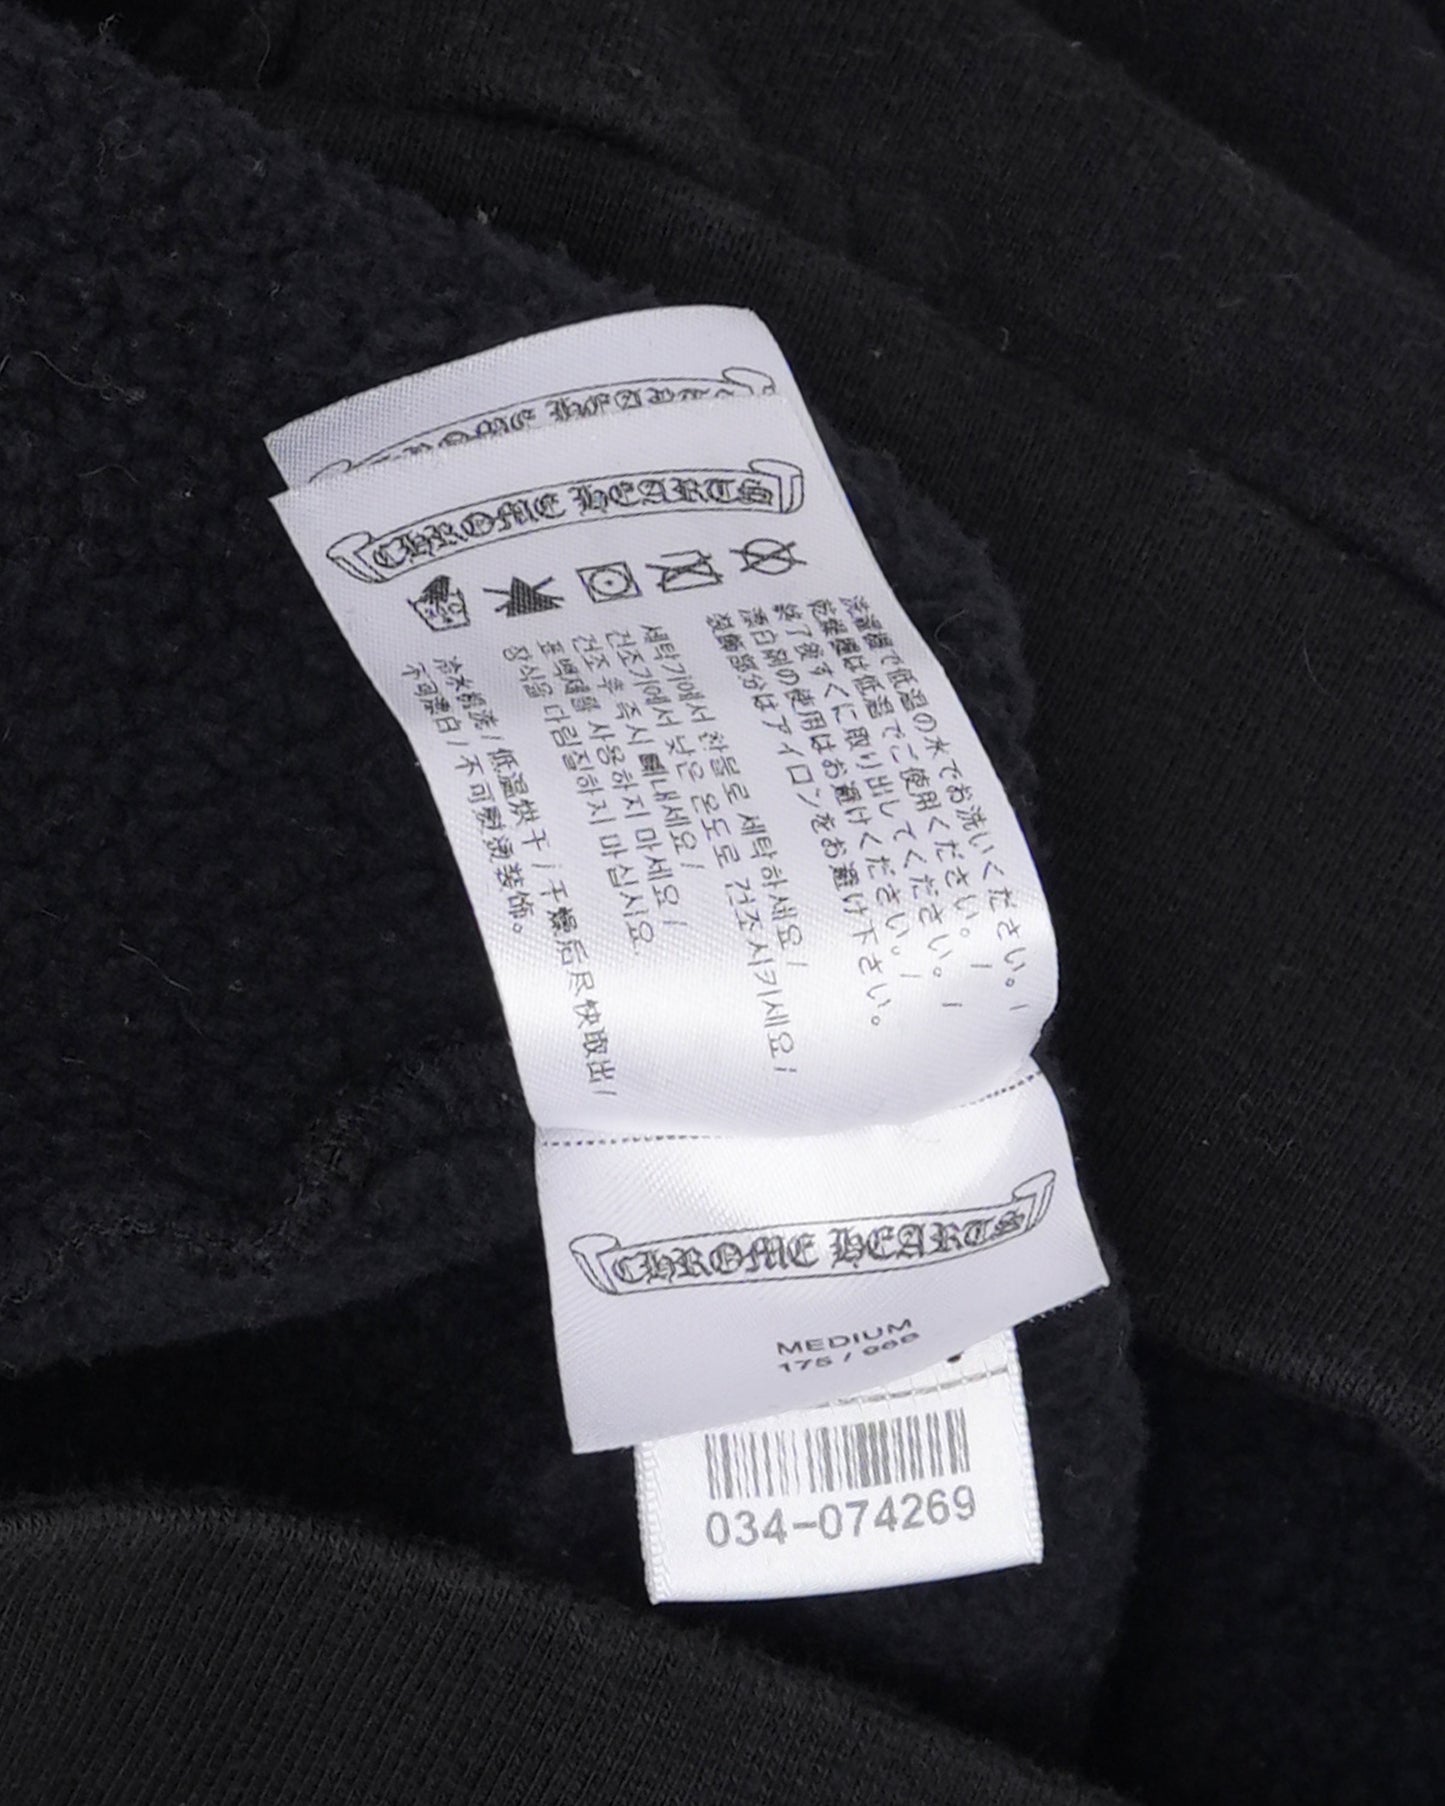 CHROME HEARTS
CHROME HEARTS
洗濯機で低温の水でお洗いください。/
乾燥機は低温でご使用ください。/
終了後すぐに取り出してください。/
漂白剤の使用はお避けください。/
装飾部分はアイロンをお避け下さい。
세탁기에서 찬물로 세탁하세요/
건조기에서 낮은 온도로 건조시키세요/
건조 후 즉시 빼내세요/
표백제를 사용하지 마세요/
장식을 다림질하지 마십시오.
冷水机洗/低温烘干/干燥后尽快取出/
不可漂白/不可熨烫装饰。
CHROME HEARTS
MEDIUM
175 /
034-074269